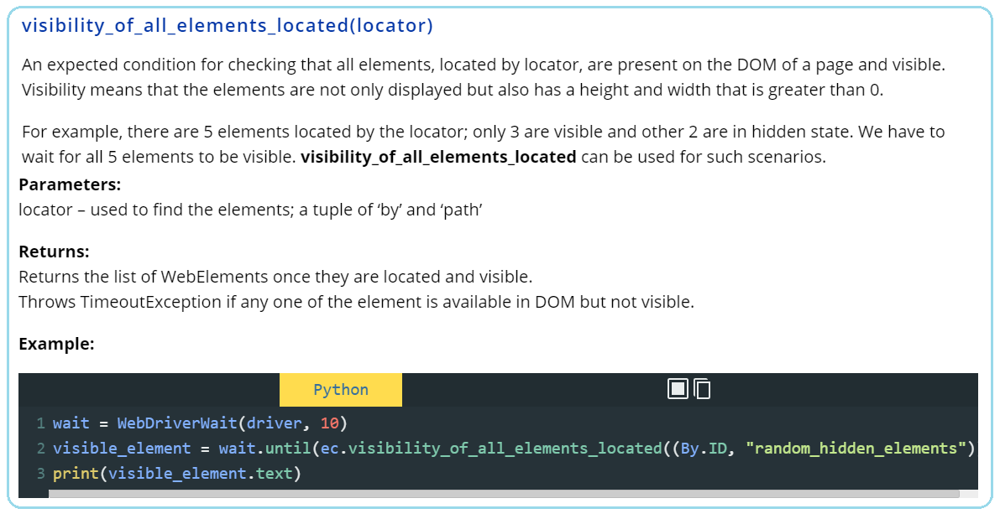 visibility_of_all_elements_located(locator)
An expected condition for checking that all elements, located by locator, are present on the DOM of a page and visible.
Visibility means that the elements are not only displayed but also has a height and width that is greater than 0.
For example, there are 5 elements located by the locator; only 3 are visible and other 2 are in hidden state. We have to
wait for all 5 elements to be visible. visibility_of_all_elements_located can be used for such scenarios.
Parameters:
locator – used to find the elements; a tuple of ‘by’ and ‘path’
Returns:
Returns the list of WebElements once they are located and visible.
Throws TimeoutException if any one of the element is available in DOM but not visible.
Example:
Python
1 wait = WebDriverWait(driver, 10)
2 visible_element = wait.until(ec.visibility_of_all_elements_located((By.ID, "random_hidden_elements")
3 print(visible_element.text)